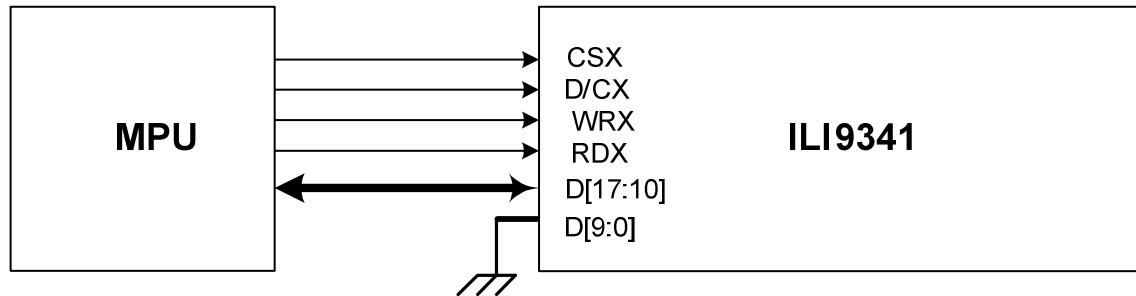 CSX
D/CX
MPU
WRX
ILI9341
RDX
D[17:10]
D[9:0]